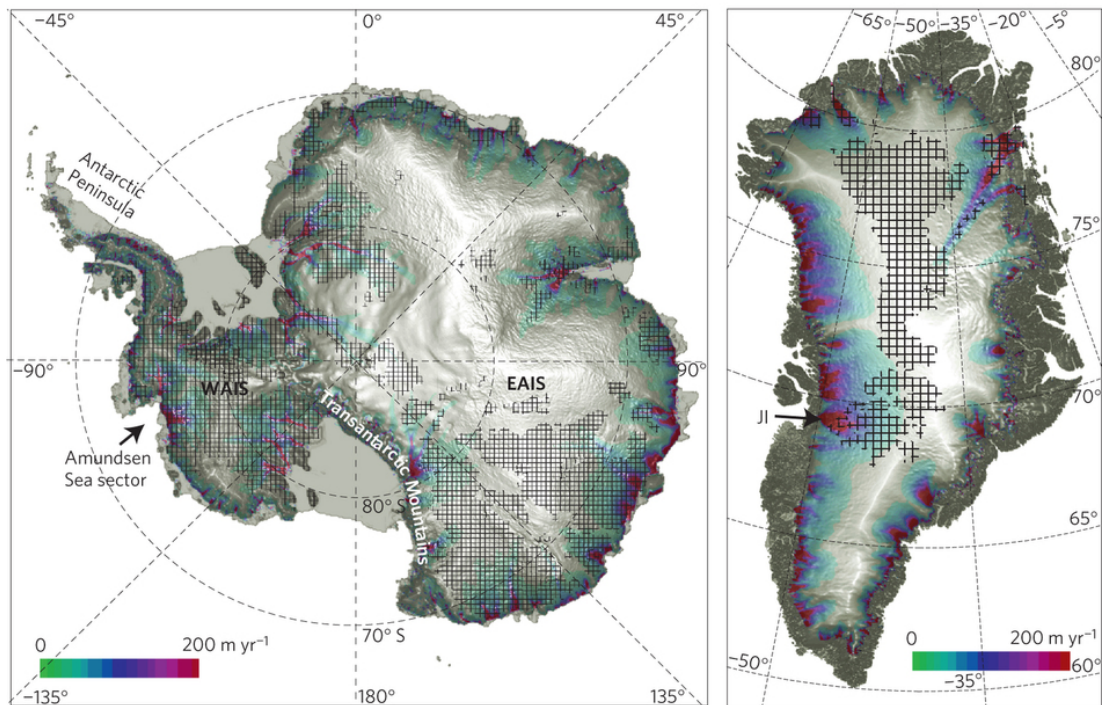 −45°
0°
45°
Antarctic
Peninsula
−90°
WAIS
EAIS
90°
Transantarctic Mountains
Amundsen
Sea sector
80° S
70° S
0
200 m yr⁻¹
−135°
180°
135°
−65°
−50°
−35°
−20°
−5°
80°
75°
70°
JI
65°
0
200 m yr⁻¹
60°
−50°
−35°